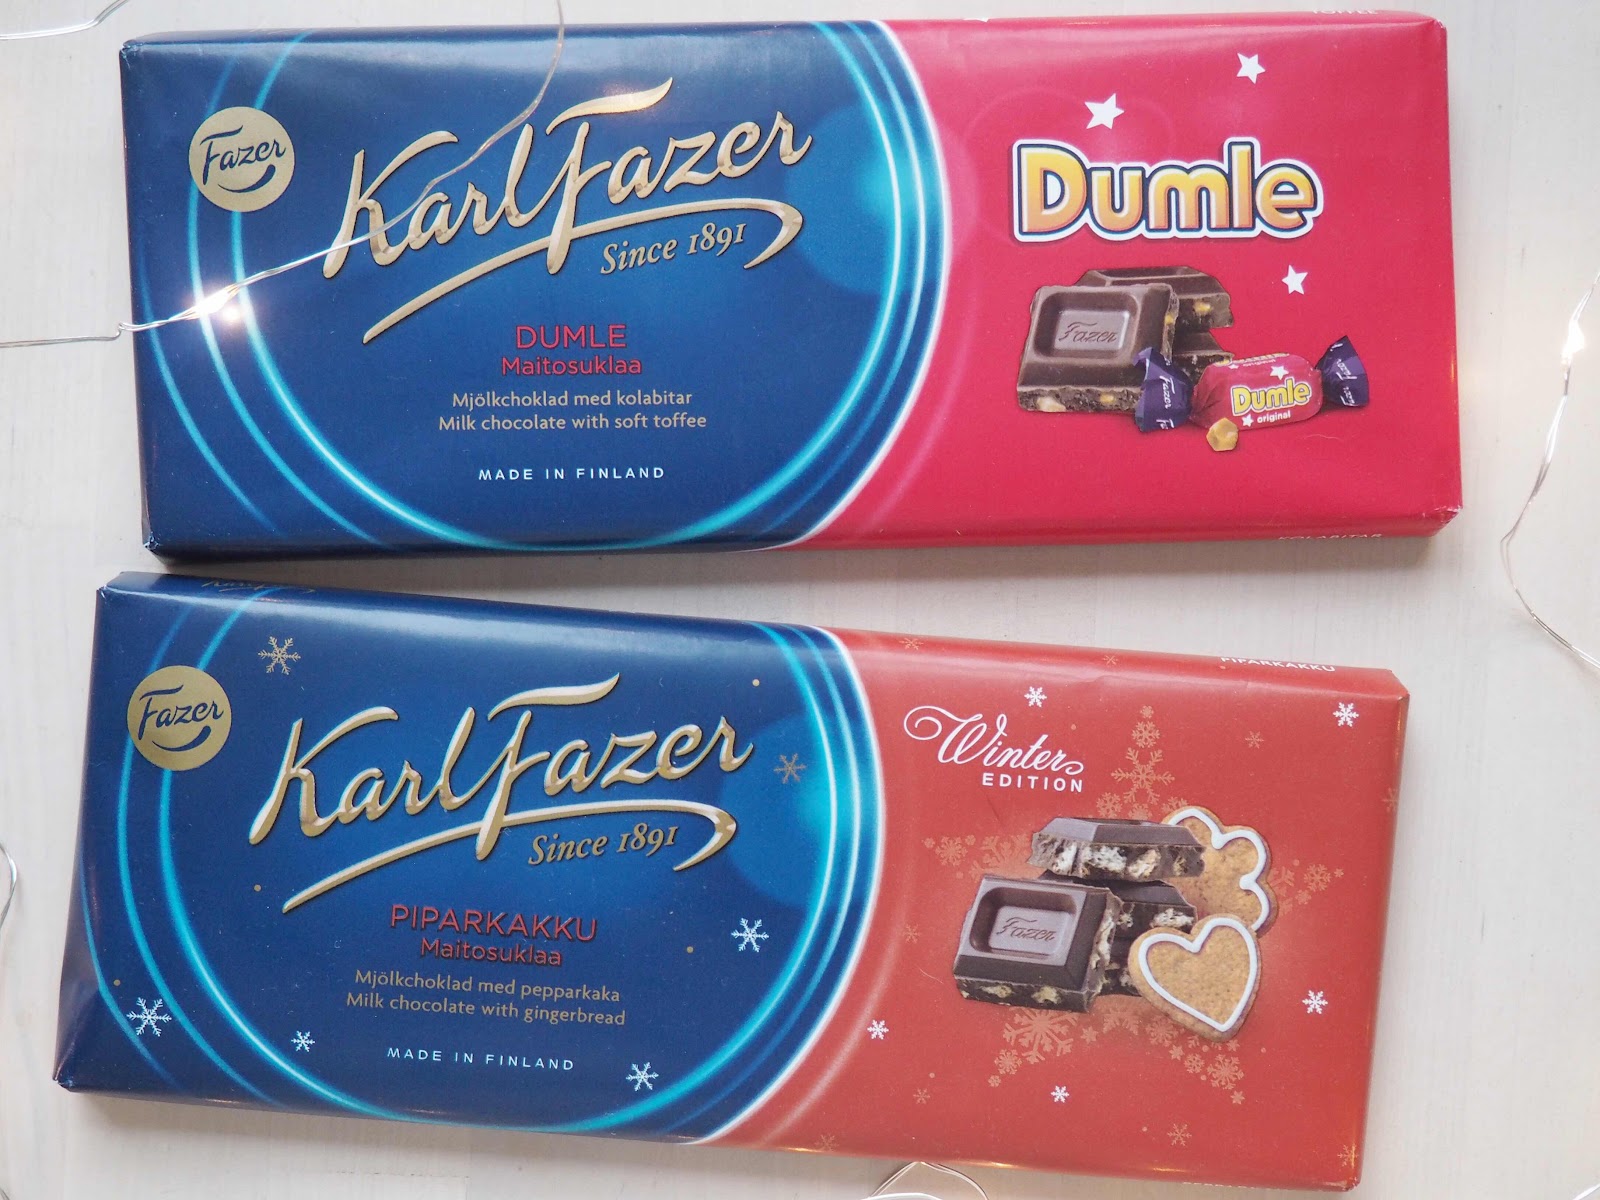 Fazer
Karl Fazer
Since 1891
DUMLE
Maitosuklaa
Mjölkchoklad med kolabitar
Milk chocolate with soft toffee
MADE IN FINLAND
Dumle
Fazer
Fazer
Dumle
original
KOLABITAR
Fazer
Karl Fazer
Since 1891
PIPARKAKKU
Maitosuklaa
Mjölkchoklad med pepparkaka
Milk chocolate with gingerbread
MADE IN FINLAND
PIPARKAKKU
Winter
EDITION
Fazer